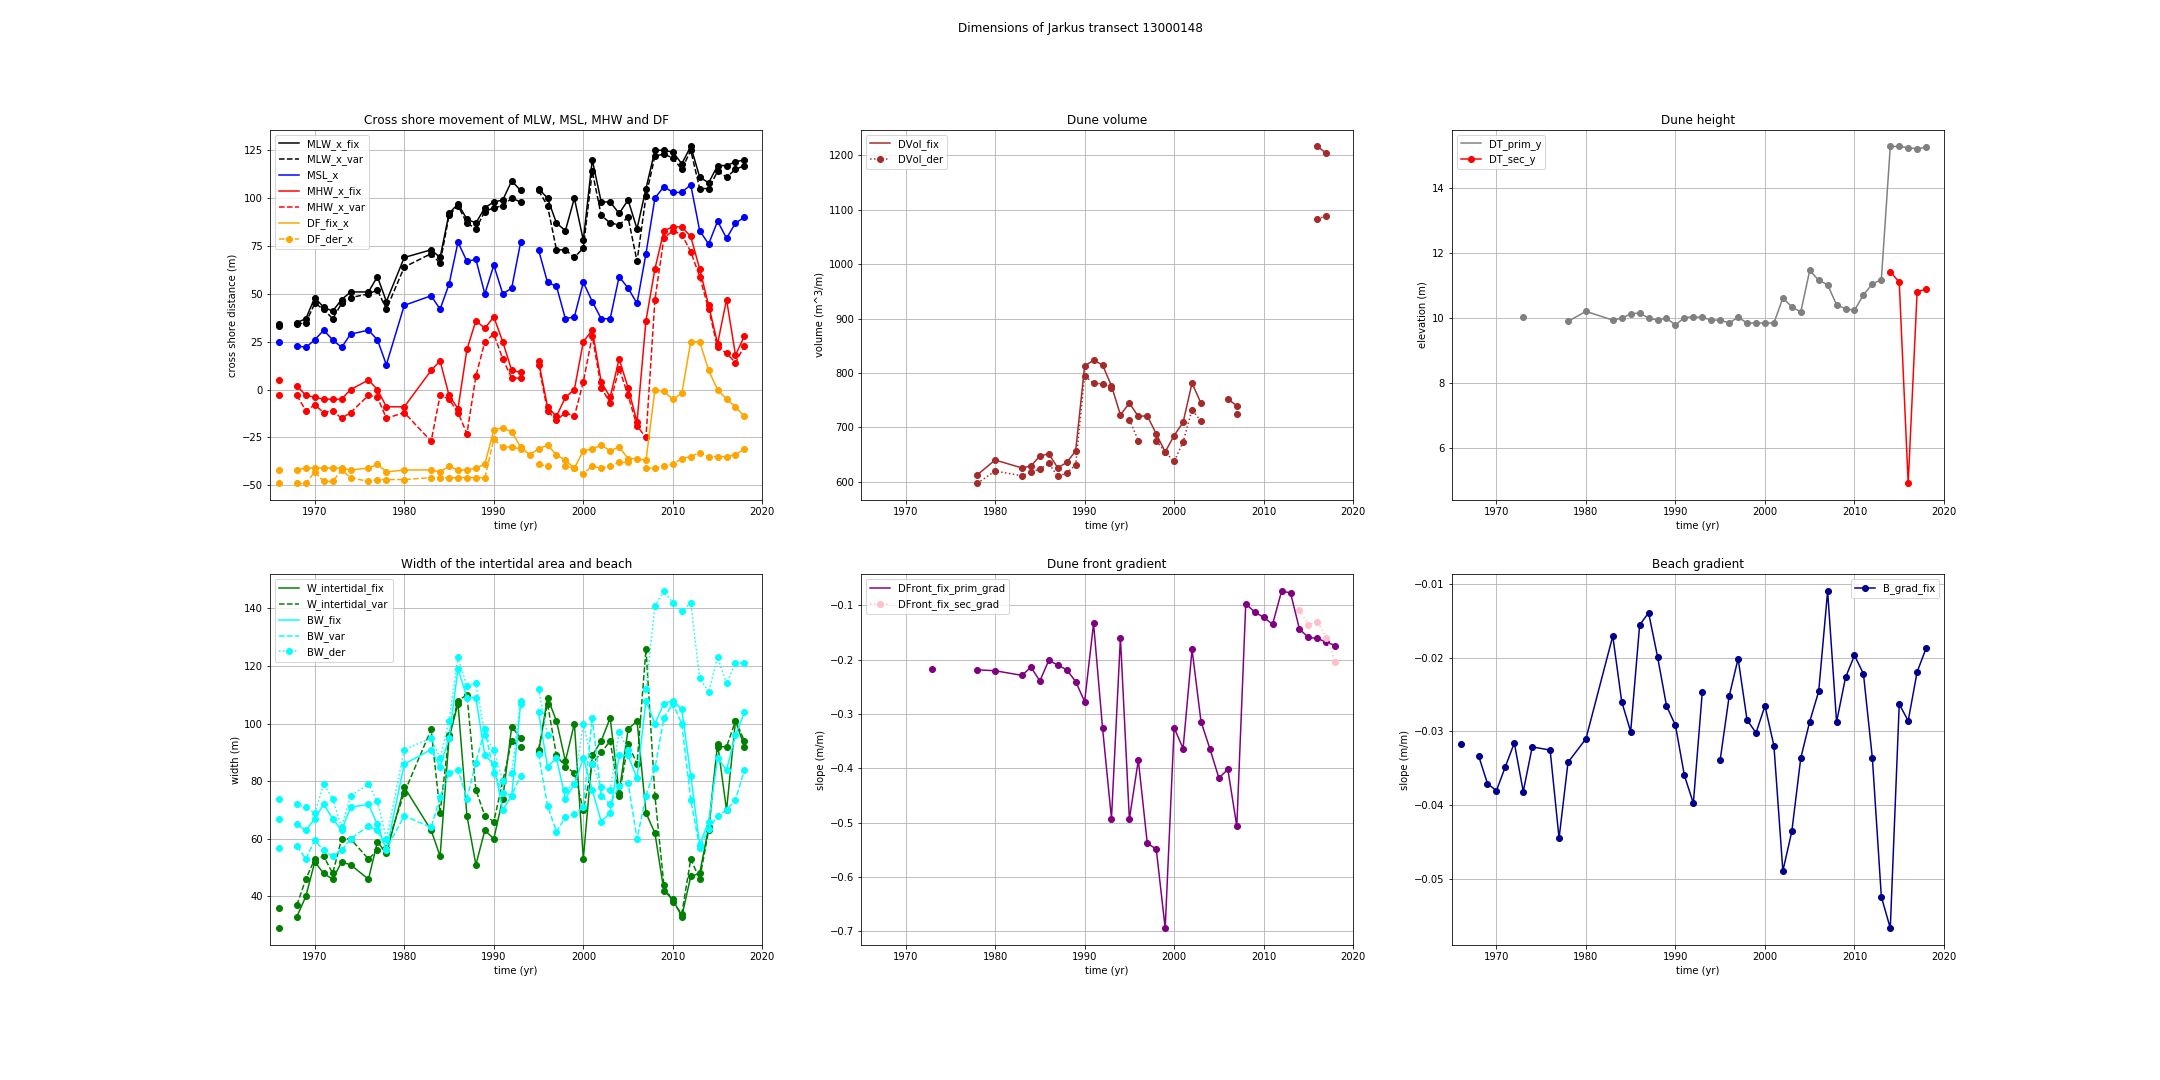 Dimensions of Jarkus transect 13000148
Cross shore movement of MLW, MSL, MHW and DF
MLW_x_fix
MLW_x_var
MSL_x
MHW_x_fix
MHW_x_var
DF_fix_x
DF_der_x
125
100
75
50
25
0
−25
−50
cross shore distance (m)
1970 1980 1990 2000 2010 2020
time (yr)
Dune volume
DVol_fix
DVol_der
1200
1100
1000
900
800
700
600
volume (m^3/m)
1970 1980 1990 2000 2010 2020
time (yr)
Dune height
DT_prim_y
DT_sec_y
14
12
10
8
6
elevation (m)
1970 1980 1990 2000 2010 2020
time (yr)
Width of the intertidal area and beach
W_intertidal_fix
W_intertidal_var
BW_fix
BW_var
BW_der
140
120
100
80
60
40
width (m)
1970 1980 1990 2000 2010 2020
time (yr)
Dune front gradient
DFront_fix_prim_grad
DFront_fix_sec_grad
−0.1
−0.2
−0.3
−0.4
−0.5
−0.6
−0.7
slope (m/m)
1970 1980 1990 2000 2010 2020
time (yr)
Beach gradient
B_grad_fix
−0.01
−0.02
−0.03
−0.04
−0.05
slope (m/m)
1970 1980 1990 2000 2010 2020
time (yr)